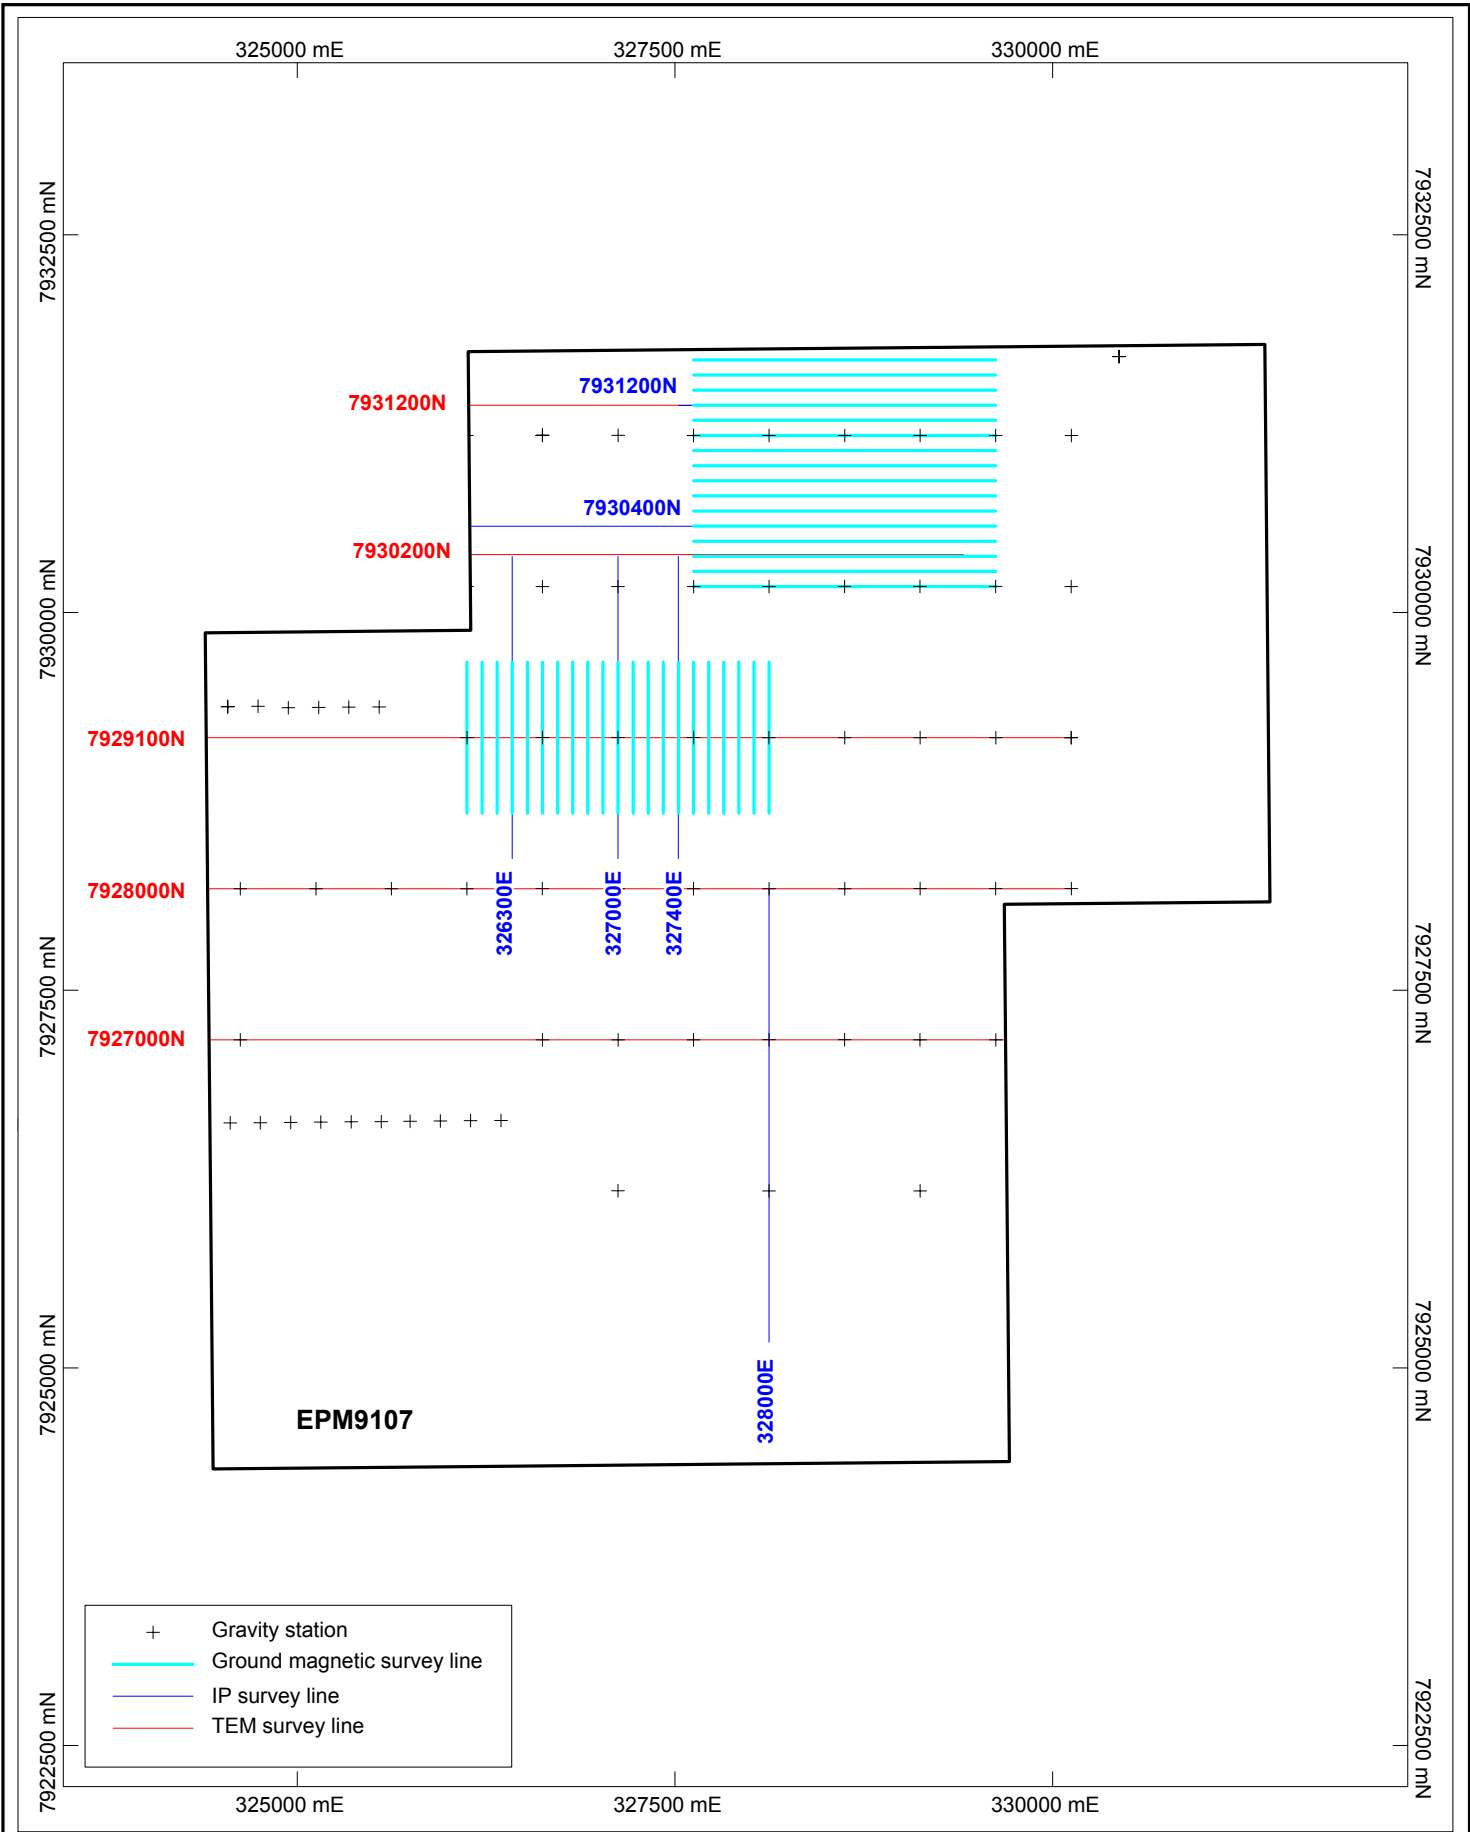 325000 mE
327500 mE
330000 mE
7932500 mN
7932500 mN
7931200N
7931200N
7930400N
7930200N
7930000 mN
7930000 mN
7929100N
7928000N
326300E
327000E
327400E
7927500 mN
7927500 mN
7927000N
7925000 mN
7925000 mN
328000E
EPM9107
Gravity station
Ground magnetic survey line
IP survey line
TEM survey line
7922500 mN
7922500 mN
325000 mE
327500 mE
330000 mE